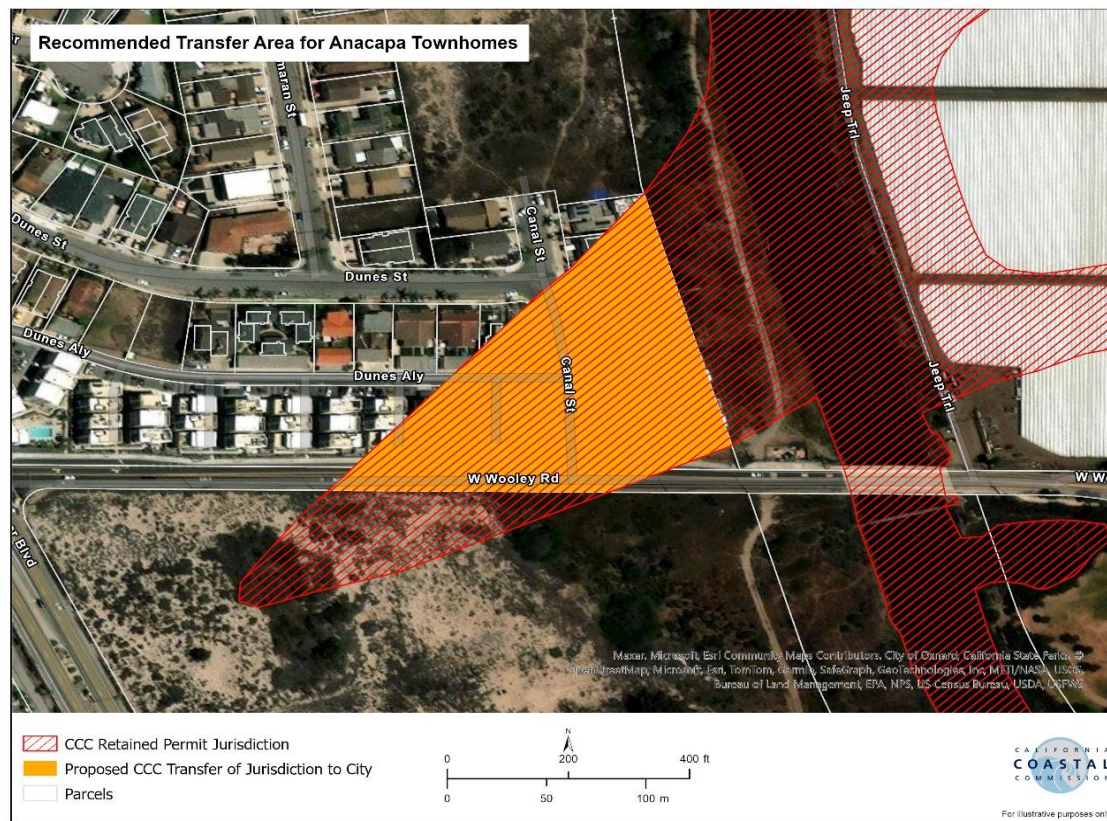 Recommended Transfer Area for Anacapa Townhomes
maran St
Jeep Trl
Canal St
Dunes St
Dunes St
Dunes Aly
Dunes Aly
Canal St
Jeep Trl
W Wooley Rd
W W
r Blvd
Maxar, Microsoft, Esri Community Maps Contributors, City of Oxnard, California State Parks, ©
OpenStreetMap, Microsoft, Esri, TomTom, Garmin, SafeGraph, GeoTechnologies, Inc, METI/NASA, USGS,
Bureau of Land Management, EPA, NPS, US Census Bureau, USDA, USFWS
CCC Retained Permit Jurisdiction
Proposed CCC Transfer of Jurisdiction to City
Parcels
N
0 200 400 ft
0 50 100 m
CALIFORNIA
COASTAL
COMMISSION
For illustrative purposes onl